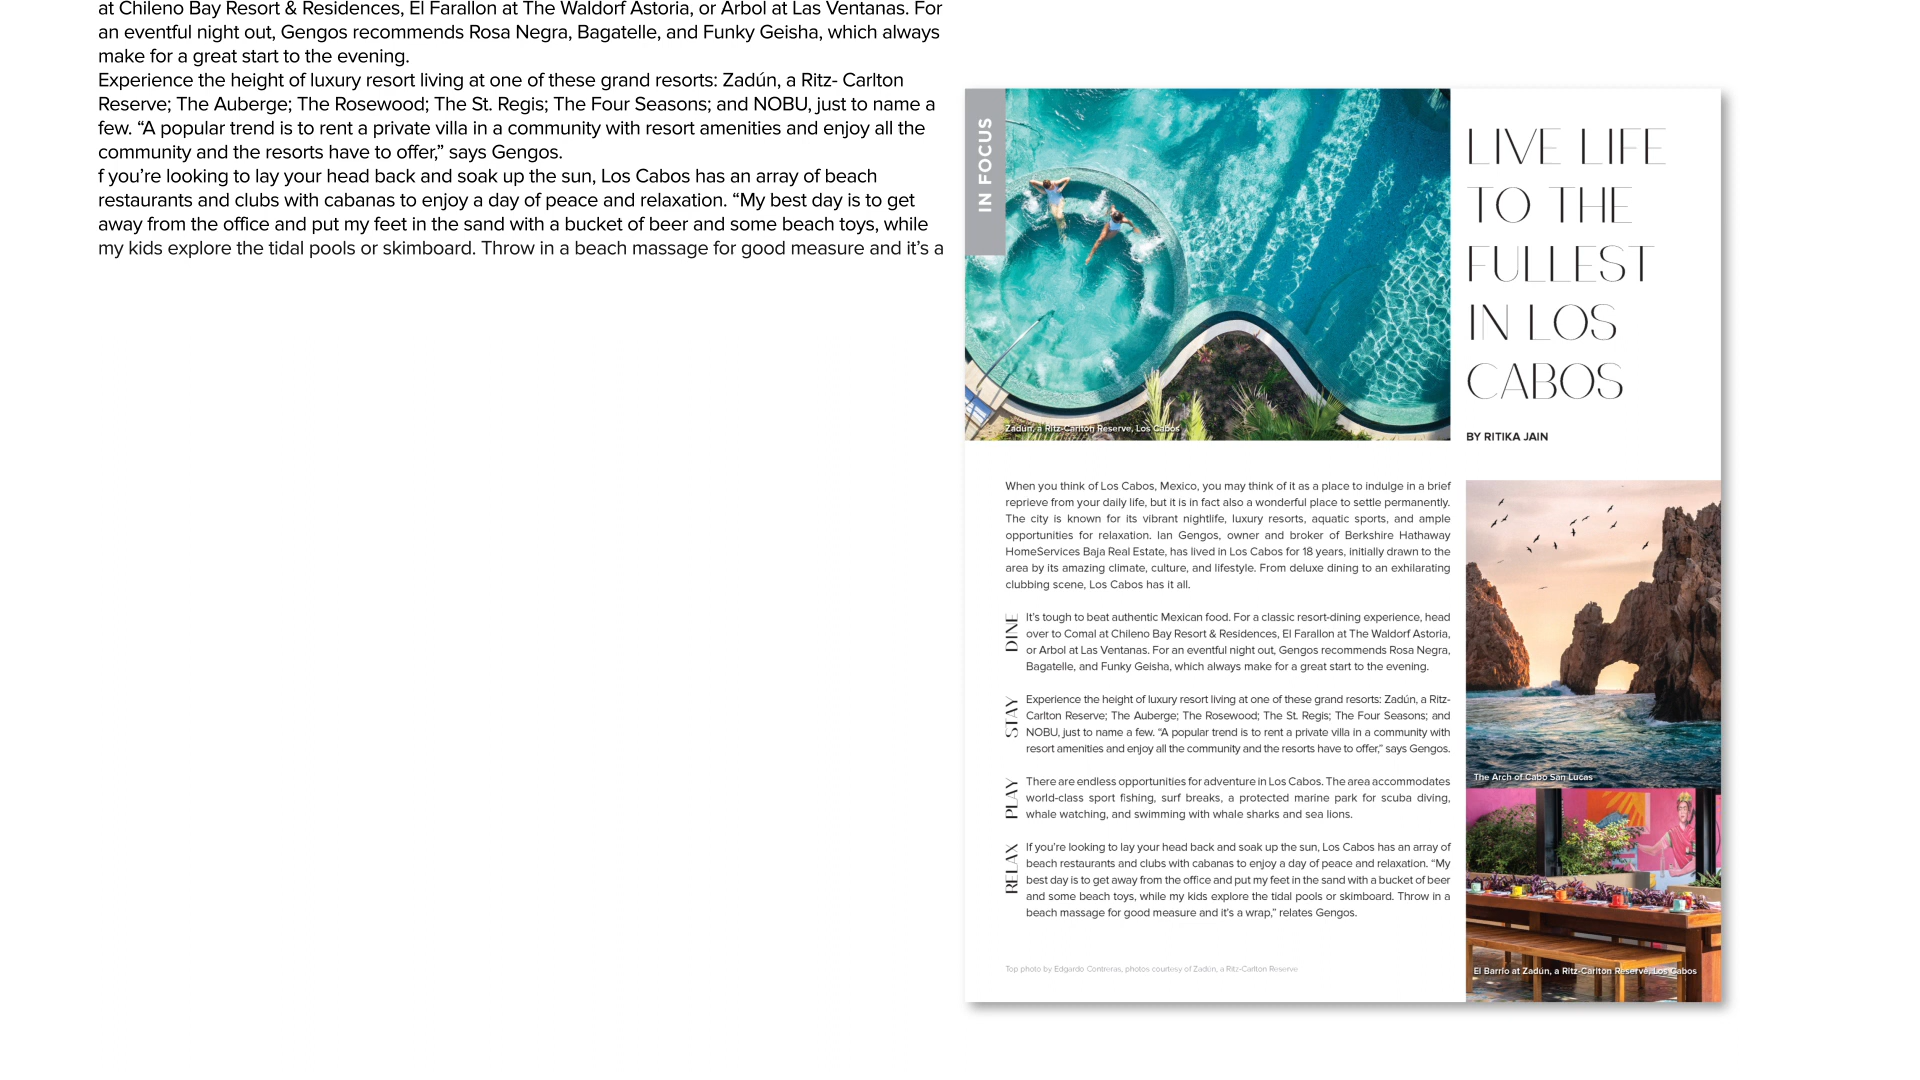 at Chileno Bay Resort & Residences, El Farallon at The Waldorf Astoria, or Arbol at Las Ventanas. For
an eventful night out, Gengos recommends Rosa Negra, Bagatelle, and Funky Geisha, which always
make for a great start to the evening.
Experience the height of luxury resort living at one of these grand resorts: Zadún, a Ritz- Carlton
Reserve; The Auberge; The Rosewood; The St. Regis; The Four Seasons; and NOBU, just to name a
few. “A popular trend is to rent a private villa in a community with resort amenities and enjoy all the
community and the resorts have to offer,” says Gengos.
f you’re looking to lay your head back and soak up the sun, Los Cabos has an array of beach
restaurants and clubs with cabanas to enjoy a day of peace and relaxation. “My best day is to get
away from the office and put my feet in the sand with a bucket of beer and some beach toys, while
my kids explore the tidal pools or skimboard. Throw in a beach massage for good measure and it’s a
IN FOCUS
Zadún, a Ritz-Carlton Reserve, Los Cabos
LIVE LIFE
TO THE
FULLEST
IN LOS
CABOS
BY RITIKA JAIN
When you think of Los Cabos, Mexico, you may think of it as a place to indulge in a brief
reprieve from your daily life, but it is in fact also a wonderful place to settle permanently.
The city is known for its vibrant nightlife, luxury resorts, aquatic sports, and ample
opportunities for relaxation. Ian Gengos, owner and broker of Berkshire Hathaway
HomeServices Baja Real Estate, has lived in Los Cabos for 18 years, initially drawn to the
area by its amazing climate, culture, and lifestyle. From deluxe dining to an exhilarating
clubbing scene, Los Cabos has it all.
DINE
It’s tough to beat authentic Mexican food. For a classic resort-dining experience, head
over to Comal at Chileno Bay Resort & Residences, El Farallon at The Waldorf Astoria,
or Arbol at Las Ventanas. For an eventful night out, Gengos recommends Rosa Negra,
Bagatelle, and Funky Geisha, which always make for a great start to the evening.
STAY
Experience the height of luxury resort living at one of these grand resorts: Zadún, a Ritz-
Carlton Reserve; The Auberge; The Rosewood; The St. Regis; The Four Seasons; and
NOBU, just to name a few. “A popular trend is to rent a private villa in a community with
resort amenities and enjoy all the community and the resorts have to offer,” says Gengos.
PLAY
There are endless opportunities for adventure in Los Cabos. The area accommodates
world-class sport fishing, surf breaks, a protected marine park for scuba diving,
whale watching, and swimming with whale sharks and sea lions.
RELAX
If you’re looking to lay your head back and soak up the sun, Los Cabos has an array of
beach restaurants and clubs with cabanas to enjoy a day of peace and relaxation. “My
best day is to get away from the office and put my feet in the sand with a bucket of beer
and some beach toys, while my kids explore the tidal pools or skimboard. Throw in a
beach massage for good measure and it’s a wrap,” relates Gengos.
Top photo by Edgardo Contreras, photos courtesy of Zadún, a Ritz-Carlton Reserve
The Arch of Cabo San Lucas
El Barrio at Zadún, a Ritz-Carlton Reserve, Los Cabos